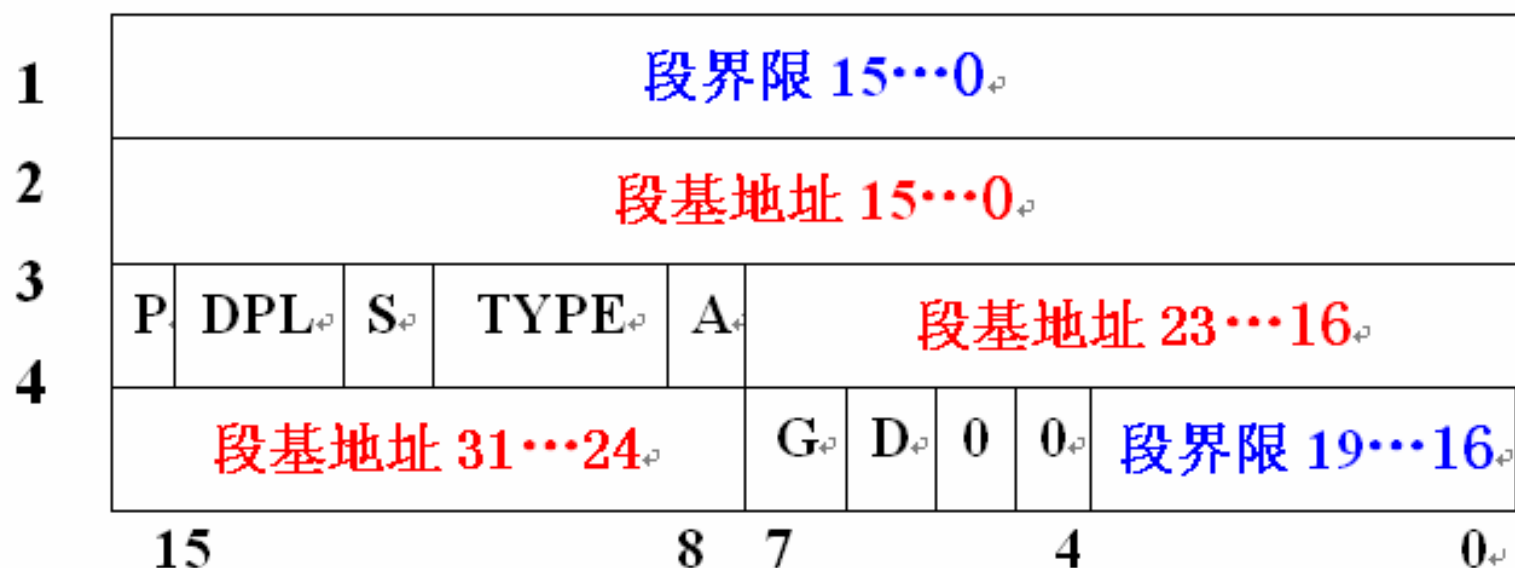 1 段界限 15…0
2 段基地址 15…0
3 P DPL S TYPE A 段基地址 23…16
4 段基地址 31…24 G D 0 0 段界限 19…16
15 8 7 4 0